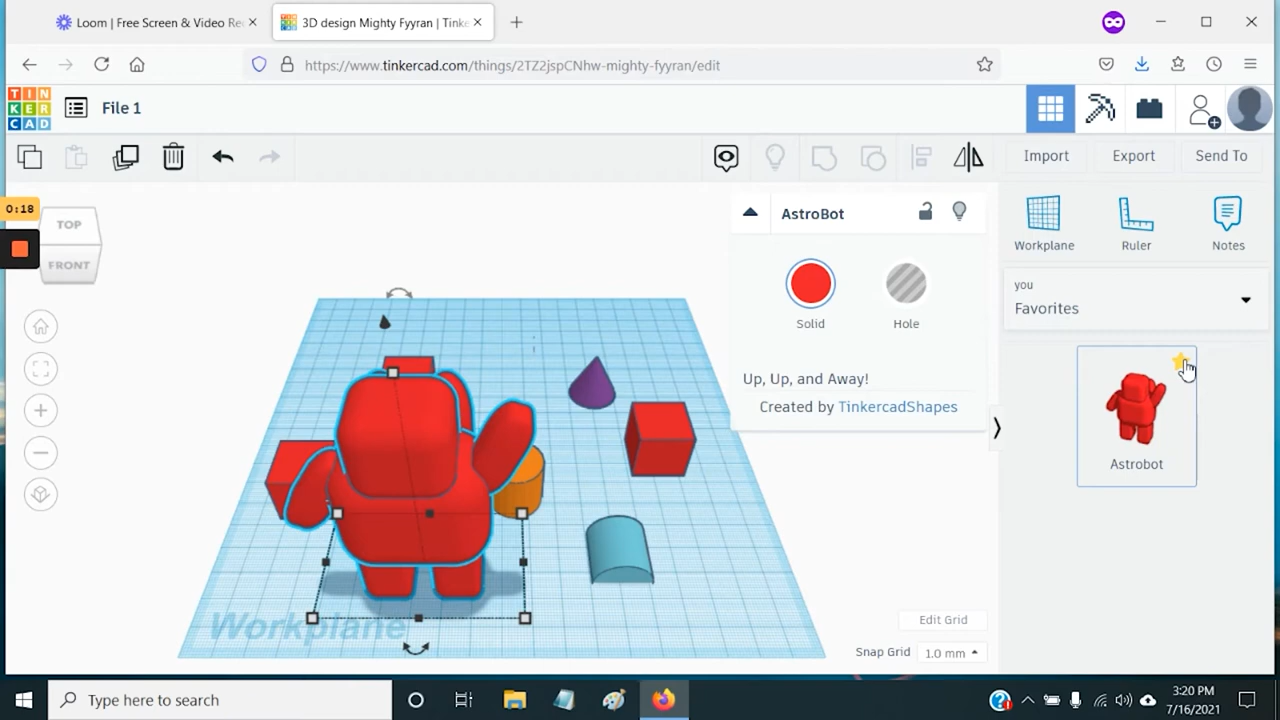 Loom | Free Screen & Video Re
3D design Mighty Fyyran | Tinke
https://www.tinkercad.com/things/2TZ2jspCNhw-mighty-fyyran/edit
TIN
KER
CAD
File 1
Import
Export
Send To
0:18
TOP
FRONT
AstroBot
Solid
Hole
Up, Up, and Away!
Created by TinkercadShapes
Workplane
Ruler
Notes
you
Favorites
Astrobot
Workplane
Edit Grid
Snap Grid
1.0 mm
Type here to search
3:20 PM
7/16/2021